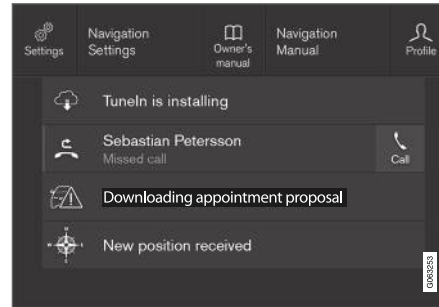 Settings
Navigation
Settings
Owner's
manual
Navigation
Manual
Profile
TuneIn is installing
Sebastian Petersson
Missed call
Call
Downloading appointment proposal
New position received
G063253